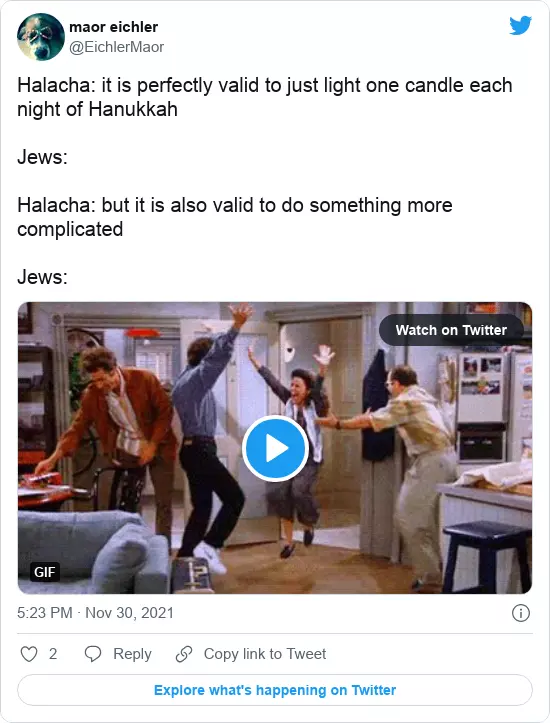 maor eichler
@EichlerMaor
Halacha: it is perfectly valid to just light one candle each
night of Hanukkah
Jews:
Halacha: but it is also valid to do something more
complicated
Jews:
Watch on Twitter
GIF
5:23 PM · Nov 30, 2021
2 Reply Copy link to Tweet
Explore what's happening on Twitter